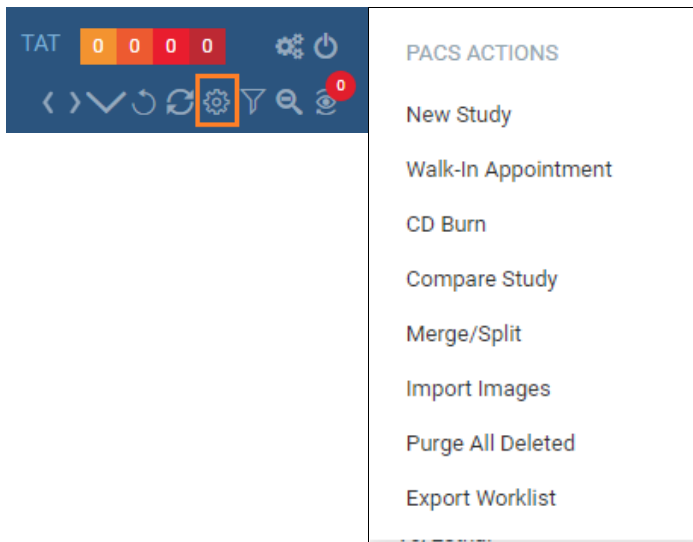 TAT 0 0 0 0
0
PACS ACTIONS
New Study
Walk-In Appointment
CD Burn
Compare Study
Merge/Split
Import Images
Purge All Deleted
Export Worklist